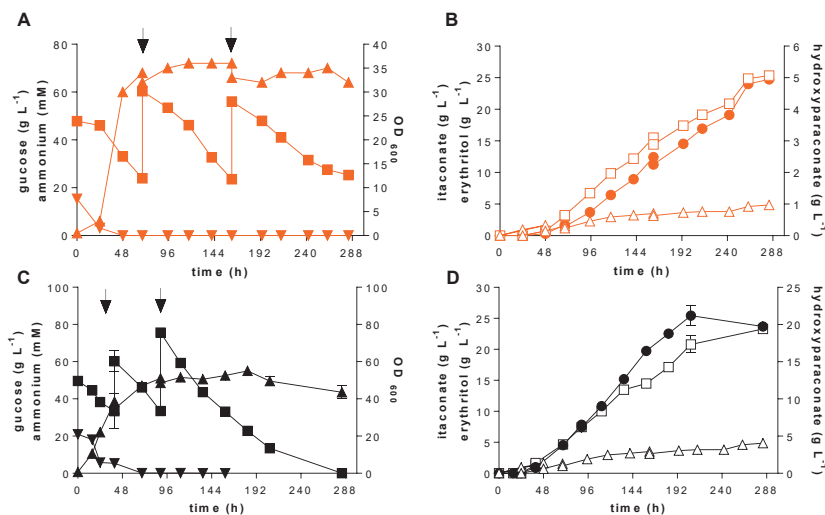 A
B
80
60
40
20
0
glucose (g L⁻¹)
ammonium (mM)
40
35
30
25
20
15
10
5
0
OD 600
0 48 96 144 192 240 288
time (h)
30
25
20
15
10
5
0
itaconate (g L⁻¹)
erythritol (g L⁻¹)
6
5
4
3
2
1
0
hydroxyparaconate (g L⁻¹)
0 48 96 144 192 240 288
time (h)
C
D
100
80
60
40
20
0
glucose (g L⁻¹)
ammonium (mM)
100
80
60
40
20
0
OD 600
0 48 96 144 192 240 288
time (h)
30
25
20
15
10
5
0
itaconate (g L⁻¹)
erythritol (g L⁻¹)
25
20
15
10
5
0
hydroxyparaconate (g L⁻¹)
0 48 96 144 192 240 288
time (h)